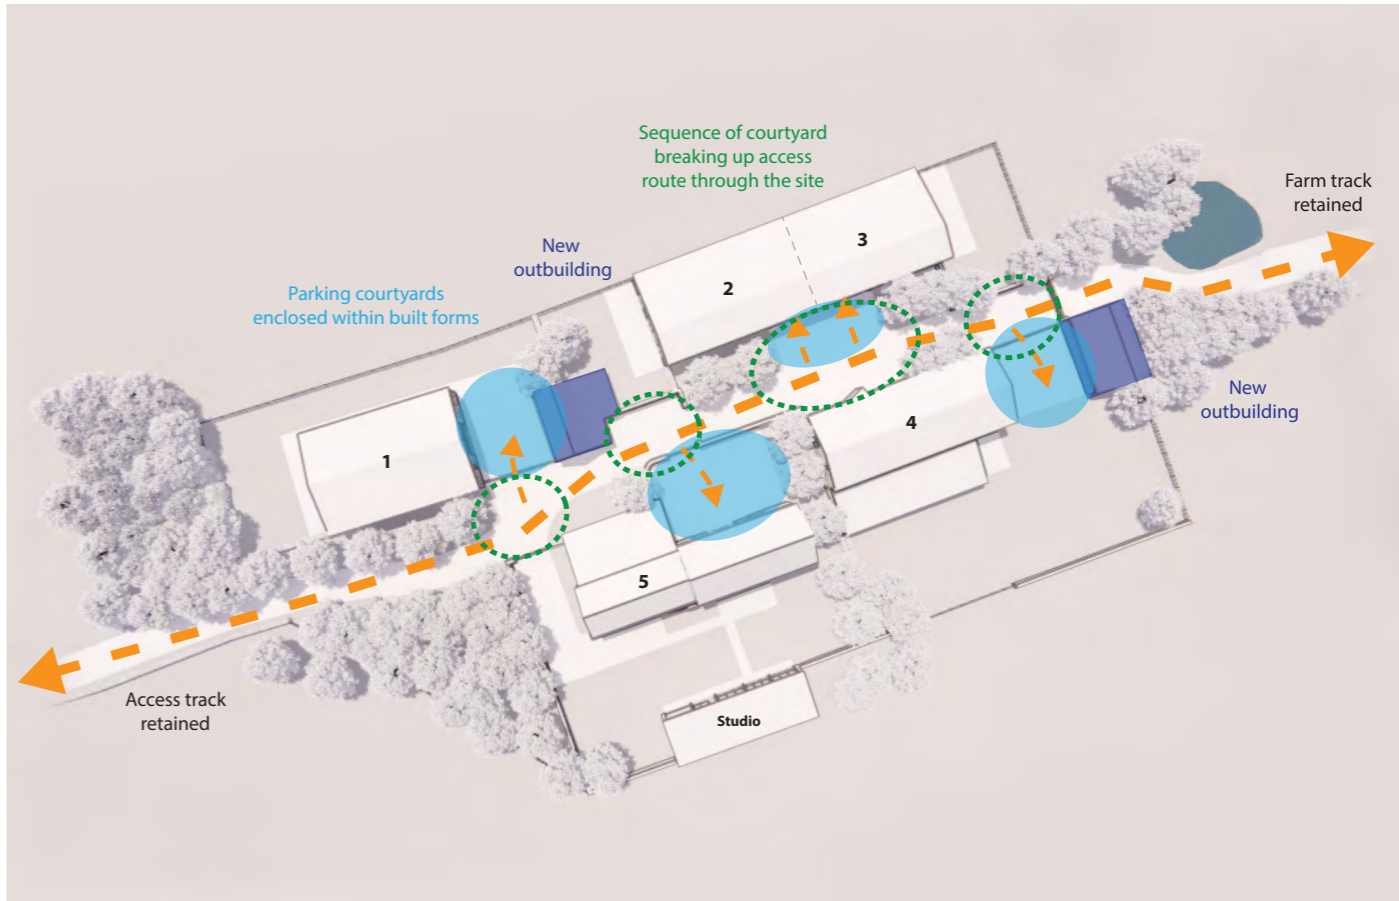 Sequence of courtyard
breaking up access
route through the site
Farm track
retained
New
outbuilding
Parking courtyards
enclosed within built forms
3
2
1
4
New
outbuilding
5
Access track
retained
Studio